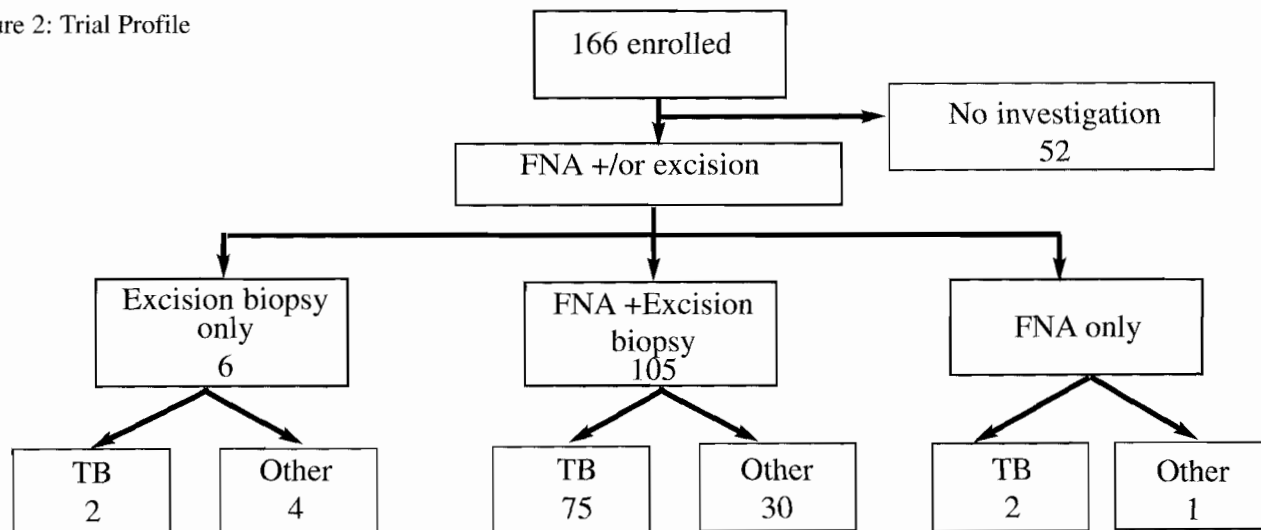 re 2: Trial Profile
166 enrolled
No investigation
52
FNA +/or excision
Excision biopsy
only
6
FNA +Excision
biopsy
105
FNA only
TB
2
Other
4
TB
75
Other
30
TB
2
Other
1